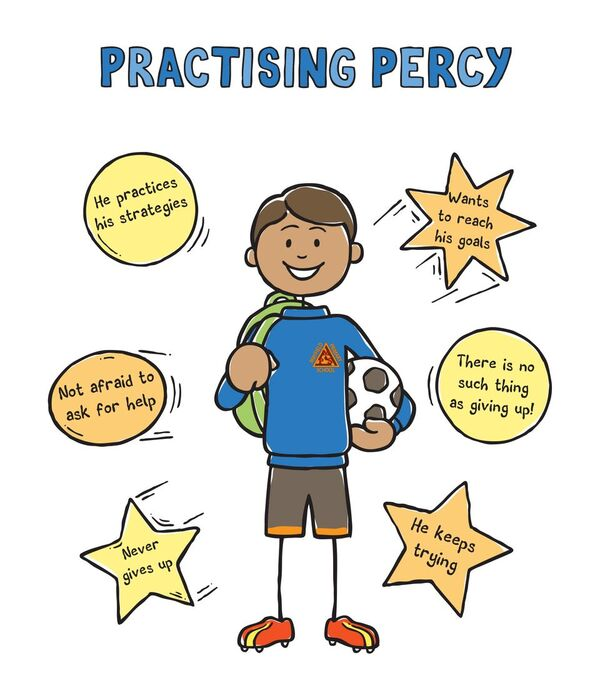 PRACTISING PERCY
He practices
his strategies
Wants
to reach
his goals
SCHOOL
Not afraid to
ask for help
There is no
such thing
as giving up!
Never
gives up
He keeps
trying